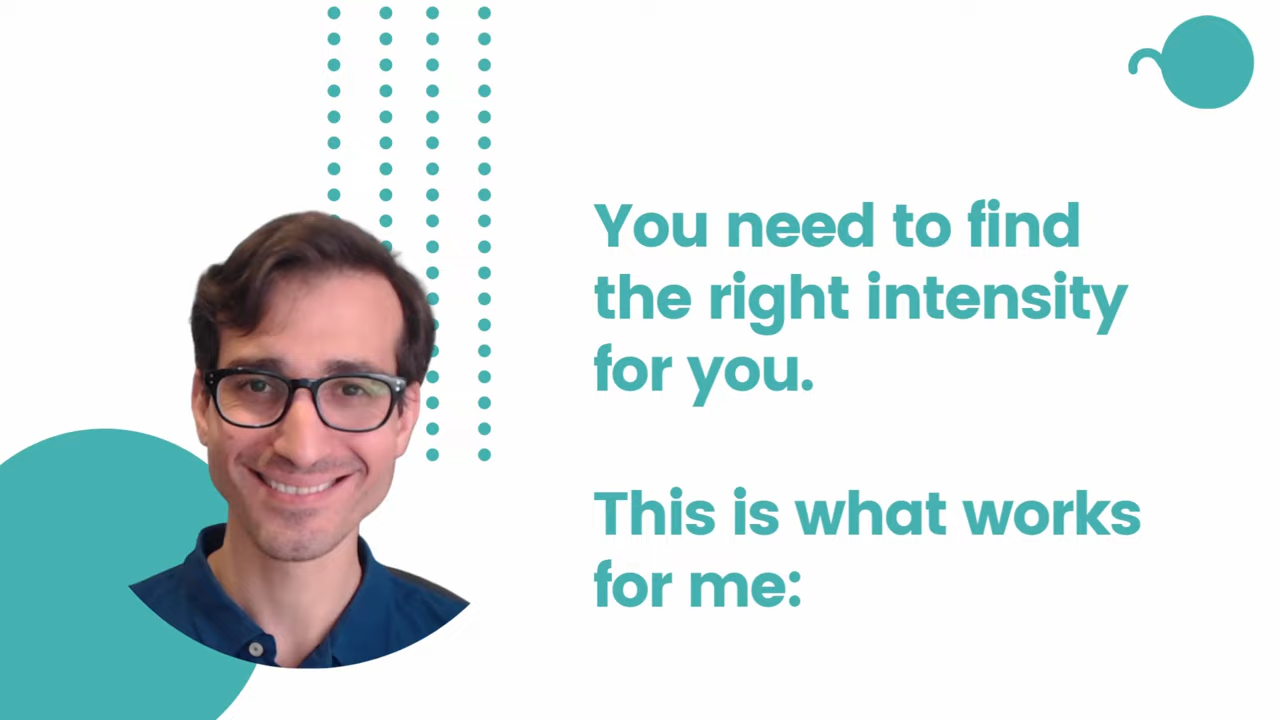 You need to find
the right intensity
for you.
This is what works
for me: